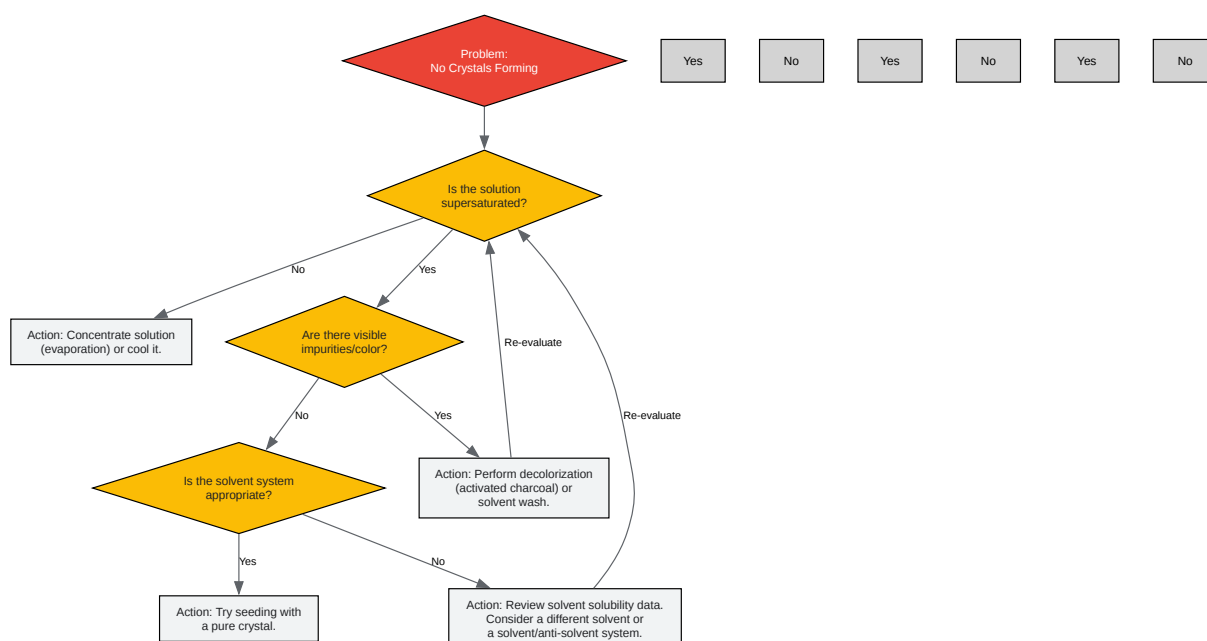 Problem:
No Crystals Forming
Yes
No
Yes
No
Yes
No
Is the solution
supersaturated?
No
Yes
Action: Concentrate solution
(evaporation) or cool it.
Are there visible
impurities/color?
Re-evaluate
Re-evaluate
No
Yes
Is the solvent system
appropriate?
Action: Perform decolorization
(activated charcoal) or
solvent wash.
Yes
No
Action: Try seeding with
a pure crystal.
Action: Review solvent solubility data.
Consider a different solvent or
a solvent/anti-solvent system.